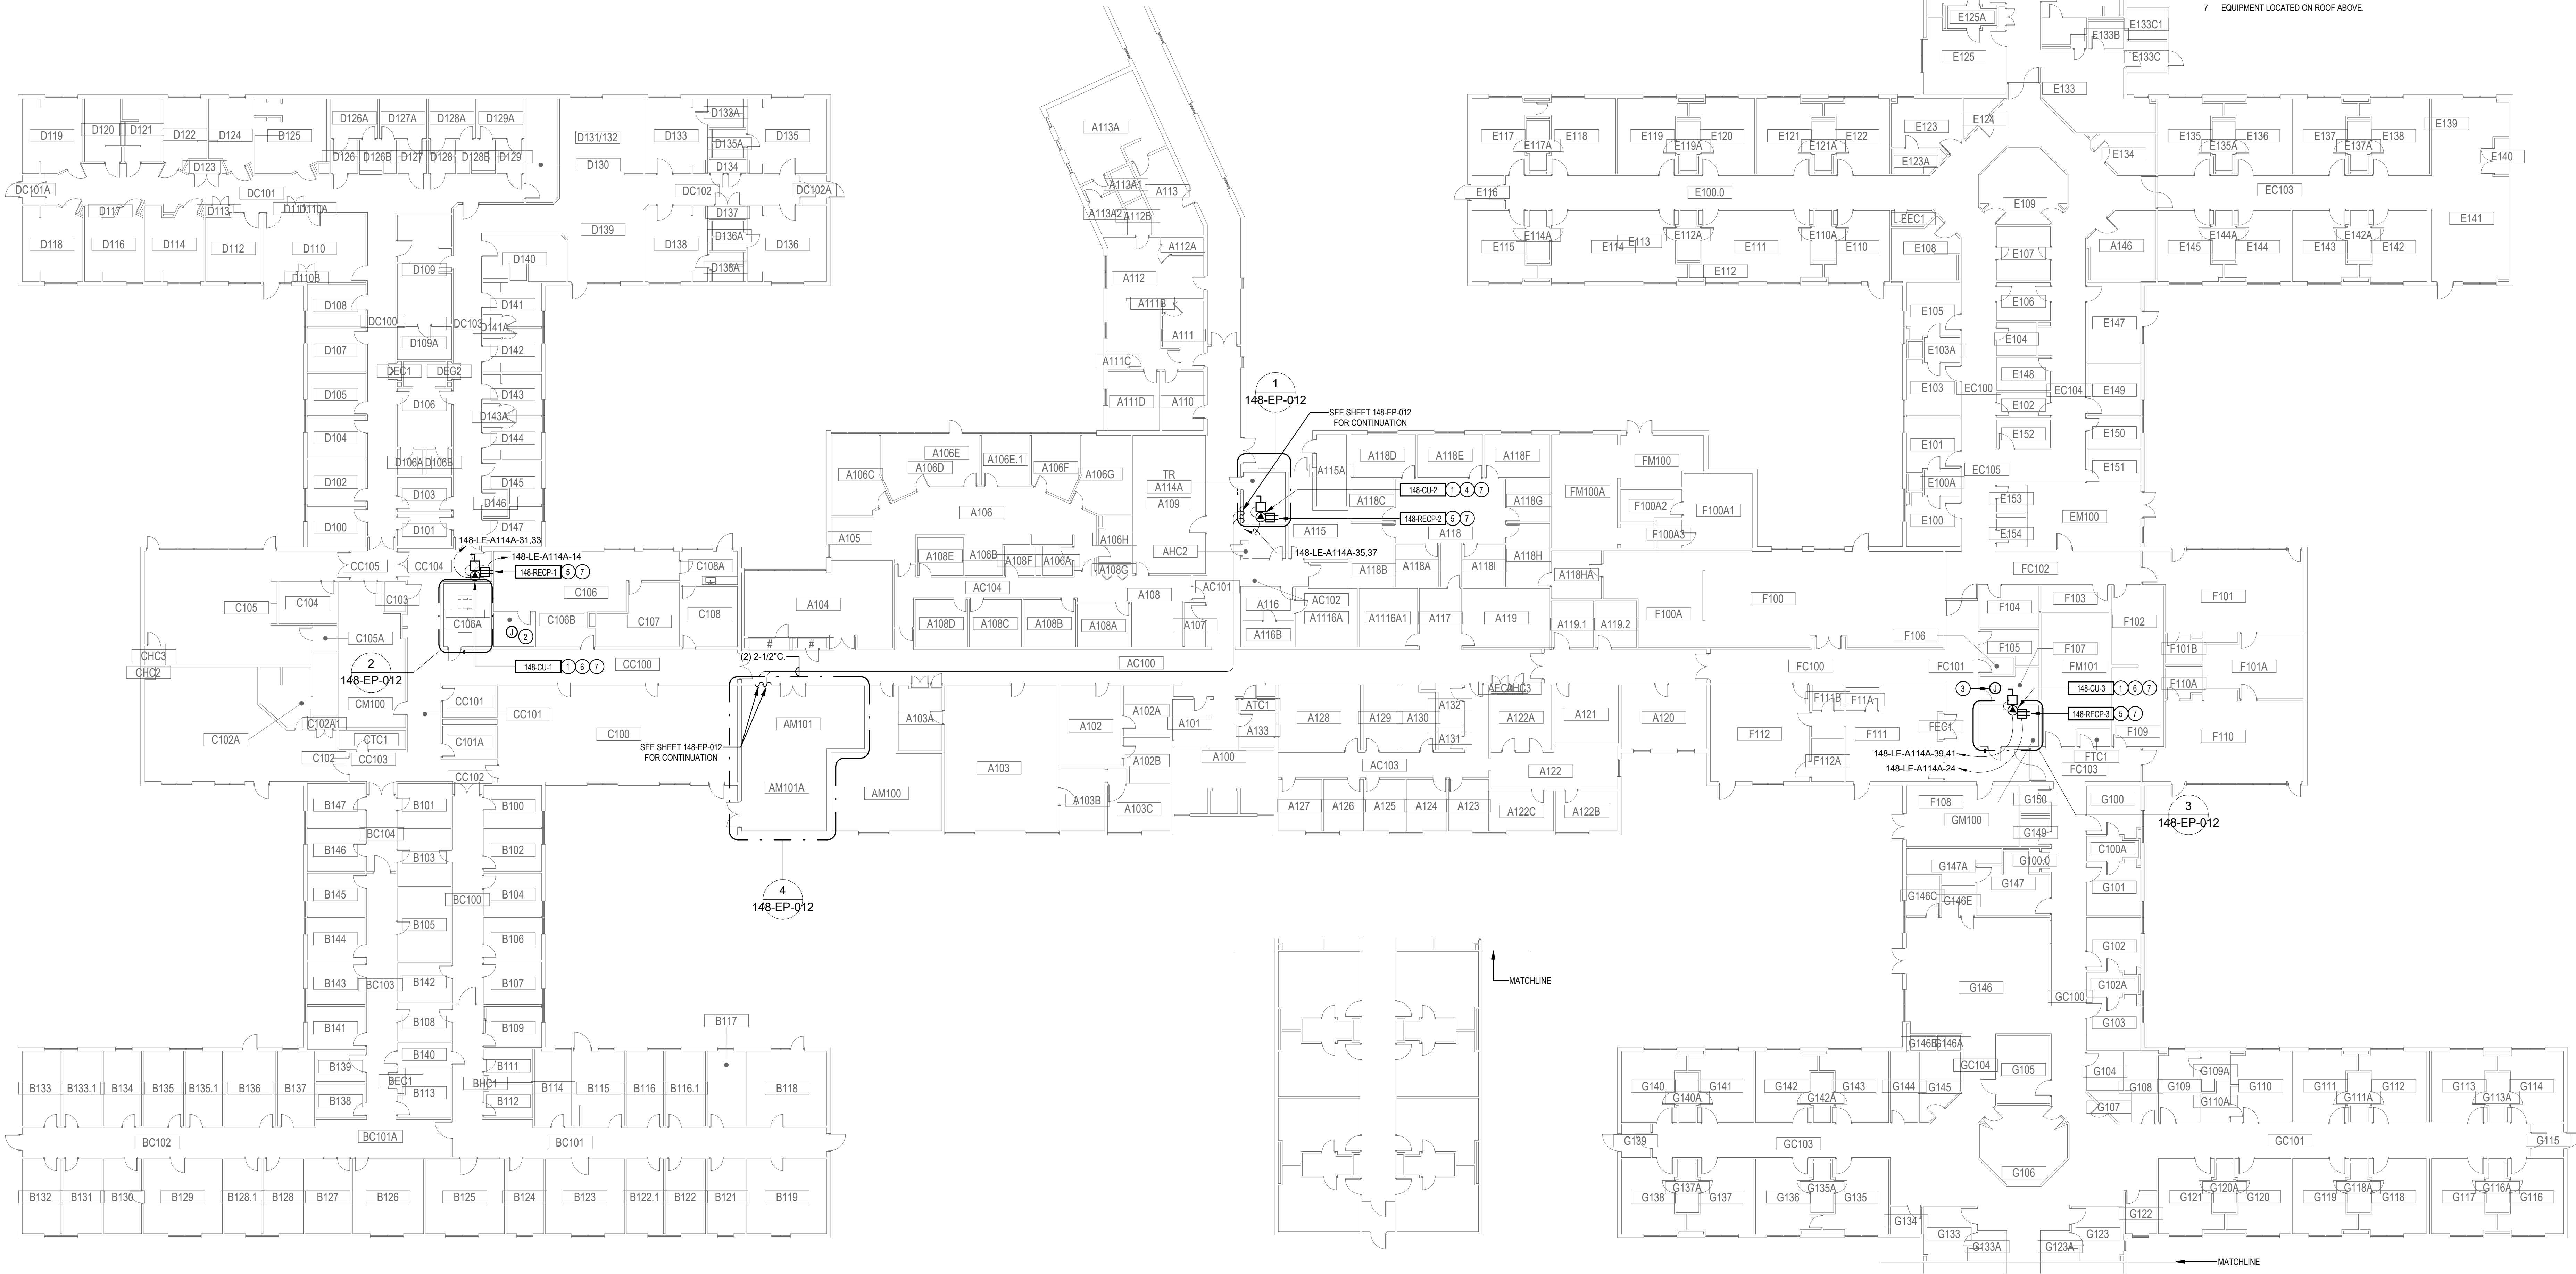 7 EQUIPMENT LOCATED ON ROOF ABOVE.
E125A
E133C1
E133B
E125
E133C
E133
D119
D120
D121
D122
D124
D125
D126A
D127A
D128A
D129A
D131/132
D133
D133A
D135
D135A
D134
D123
D126
D126B
D127
D128
D128B
D129
D130
DC101A
DC101
DC102
DC102A
D117
D113
D110A
D137
D118
D116
D114
D112
D110
D110B
D109
D140
D139
D138
D136A
D136
D138A
A113A
A113A1
A113
A113A2
A112B
A112A
A112
A111B
A111
A111C
A111D
A110
E117
E118
E117A
E119
E120
E119A
E121
E122
E121A
E123
E124
E123A
E134
E135
E136
E135A
E137
E138
E137A
E139
E140
E116
E100.0
E109
EC103
E141
EEC1
E115
E114A
E114
E113
E112A
E111
E110A
E110
E112
E108
E107
A146
E145
E144A
E144
E143
E142A
E142
D108
DC100
DC103
D141
D141A
D107
D109A
D142
DEC1
DEC2
D105
D106
D143
D143A
D104
D144
D106A
D106B
D102
D103
D145
D146
D100
D101
D147
E105
E106
E147
E104
E103A
E148
E103
EC100
EC104
E149
E102
E101
E152
E150
EC105
E151
E100A
E153
E100
EM100
E154
1
148-EP-012
SEE SHEET 148-EP-012
FOR CONTINUATION
148-CU-2 1 4 7
148-RECP-2 5 7
148-LE-A114A-35,37
A106C
A106E
A106D
A106E.1
A106F
A106G
TR
A114A
A109
A106
A105
A108E
A106B
A108F
A106A
A106H
A108G
AC104
A108
A104
A108D
A108C
A108B
A108A
A107
AHC2
AC101
AC102
A115
A115A
A118D
A118E
A118F
A118C
A118G
A118
A118H
A118B
A118A
A118I
A118HA
A116
A116B
A1116A
A1116A1
A117
A119
A119.1
A119.2
FM100
FM100A
F100A2
F100A1
F100A3
F100A
F100
148-LE-A114A-31,33
148-LE-A114A-14
148-RECP-1 5 7
148-CU-1 1 6 7
J 2
CC105
CC104
C105
C104
C103
C105A
C106A
C106
C106B
C107
C108A
C108
#
#
(2) 2-1/2"C.
CHC3
CHC2
2
148-EP-012
CC100
AC100
CM100
C102A
C102A1
CTC1
C102
CC103
CC101
CC101
C101A
CC102
C100
SEE SHEET 148-EP-012
FOR CONTINUATION
AM101
AM101A
AM100
A103A
A103
A102
A102A
A102B
A103B
A103C
A101
A100
ATC1
A133
A128
A129
A130
A132
A131
AC103
A127
A126
A125
A124
A123
AHC3
A122A
A121
A120
A122
A122C
A122B
4
148-EP-012
FC102
F104
F103
F102
F101
F106
F105
F107
F101B
F101A
FC100
FC101
FM101
F110A
3 J
148-CU-3 1 6 7
148-RECP-3 5 7
F111B
F11A
FEC1
F112
F111
F112A
F109
F110
FTC1
FC103
148-LE-A114A-39,41
148-LE-A114A-24
F108
3
148-EP-012
B147
B101
B100
BC104
B146
B103
B102
B145
BC100
B104
B105
B144
B106
BC103
B143
B142
B107
B141
B108
B109
B140
B139
B111
BEC1
BHC1
B138
B113
B112
B117
B133
B133.1
B134
B135
B135.1
B136
B137
B114
B115
B116
B116.1
B118
BC102
BC101A
BC101
B132
B131
B130
B129
B128.1
B128
B127
B126
B125
B124
B123
B122.1
B122
B121
B119
MATCHLINE
G150
GM100
G149
G100
C100A
G147A
G100.0
G147
G101
G146C
G146E
G102
G146
GC100
G102A
G103
G146B
G146A
GC104
G105
G104
G107
G108
G109
G109A
G110A
G110
G111
G112
G111A
G113
G114
G113A
G140
G141
G140A
G142
G143
G142A
G144
G145
G139
GC103
G106
GC101
G115
G138
G137A
G137
G136
G135A
G135
G134
G133
G133A
G123
G123A
G122
G121
G120A
G120
G119
G118A
G118
G117
G116A
G116
MATCHLINE